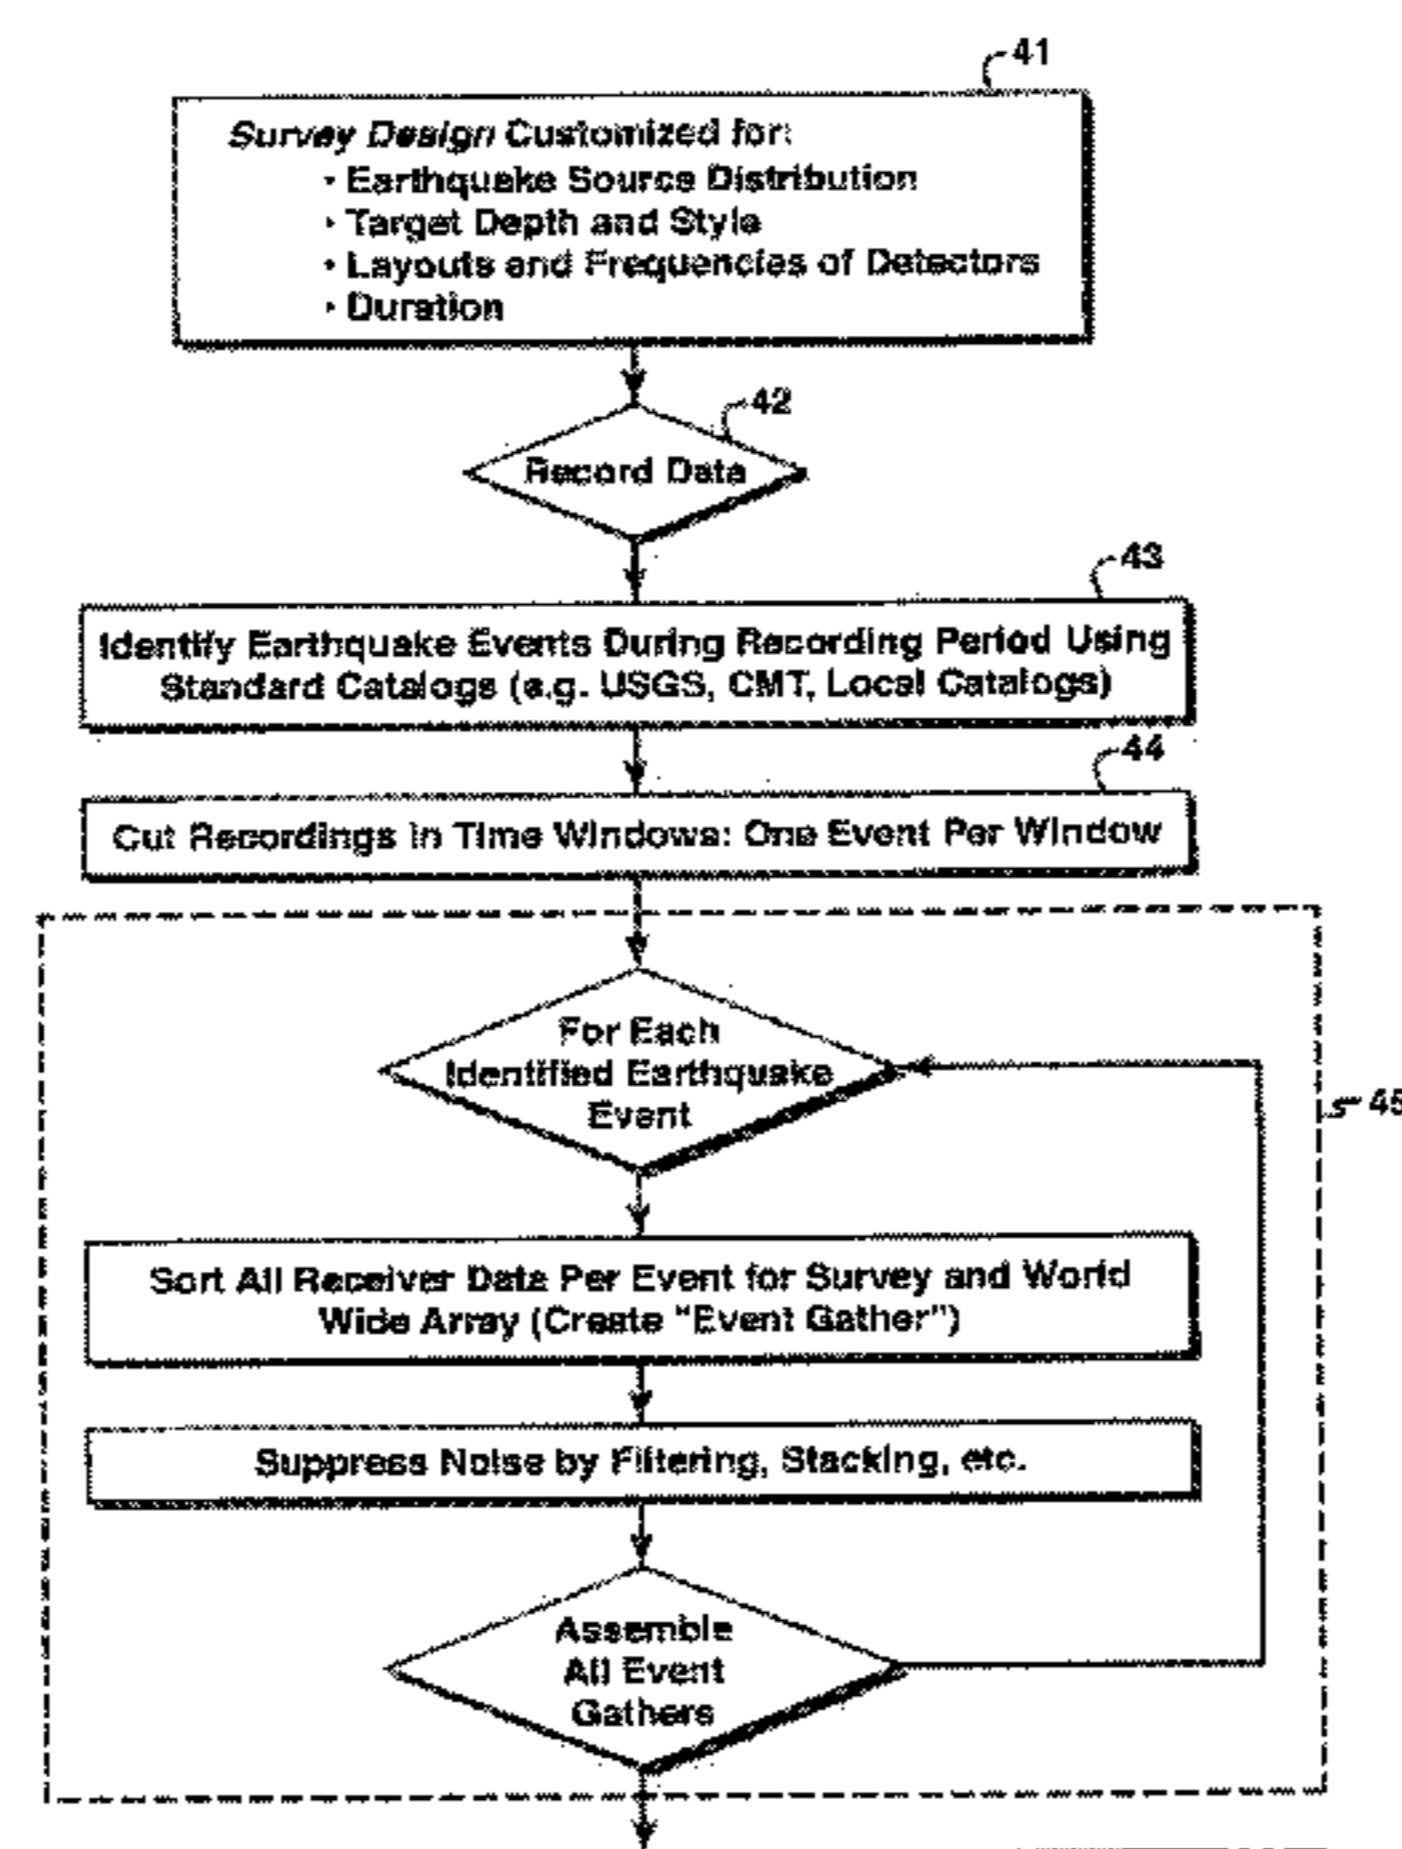 41
Survey Design Customized for:
· Earthquake Source Distribution
· Target Depth and Style
· Layouts and Frequencies of Detectors
· Duration
42
Record Data
43
Identify Earthquake Events During Recording Period Using
Standard Catalogs (e.g. USGS, CMT, Local Catalogs)
44
Cut Recordings in Time Windows: One Event Per Window
For Each
Identified Earthquake
Event
45
Sort All Receiver Data Per Event for Survey and World
Wide Array (Create "Event Gather")
Suppress Noise by Filtering, Stacking, etc.
Assemble
All Event
Gathers